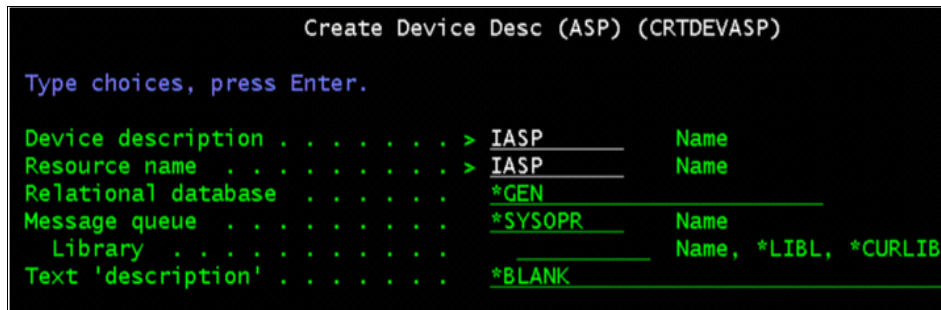 Create Device Desc (ASP) (CRTDEVASP)
Type choices, press Enter.
Device description . . . . . . . > IASP Name
Resource name . . . . . . . . . > IASP Name
Relational database . . . . . . *GEN
Message queue . . . . . . . . . *SYSOPR Name
Library . . . . . . . . . . . Name, *LIBL, *CURLIB
Text 'description' . . . . . . . *BLANK